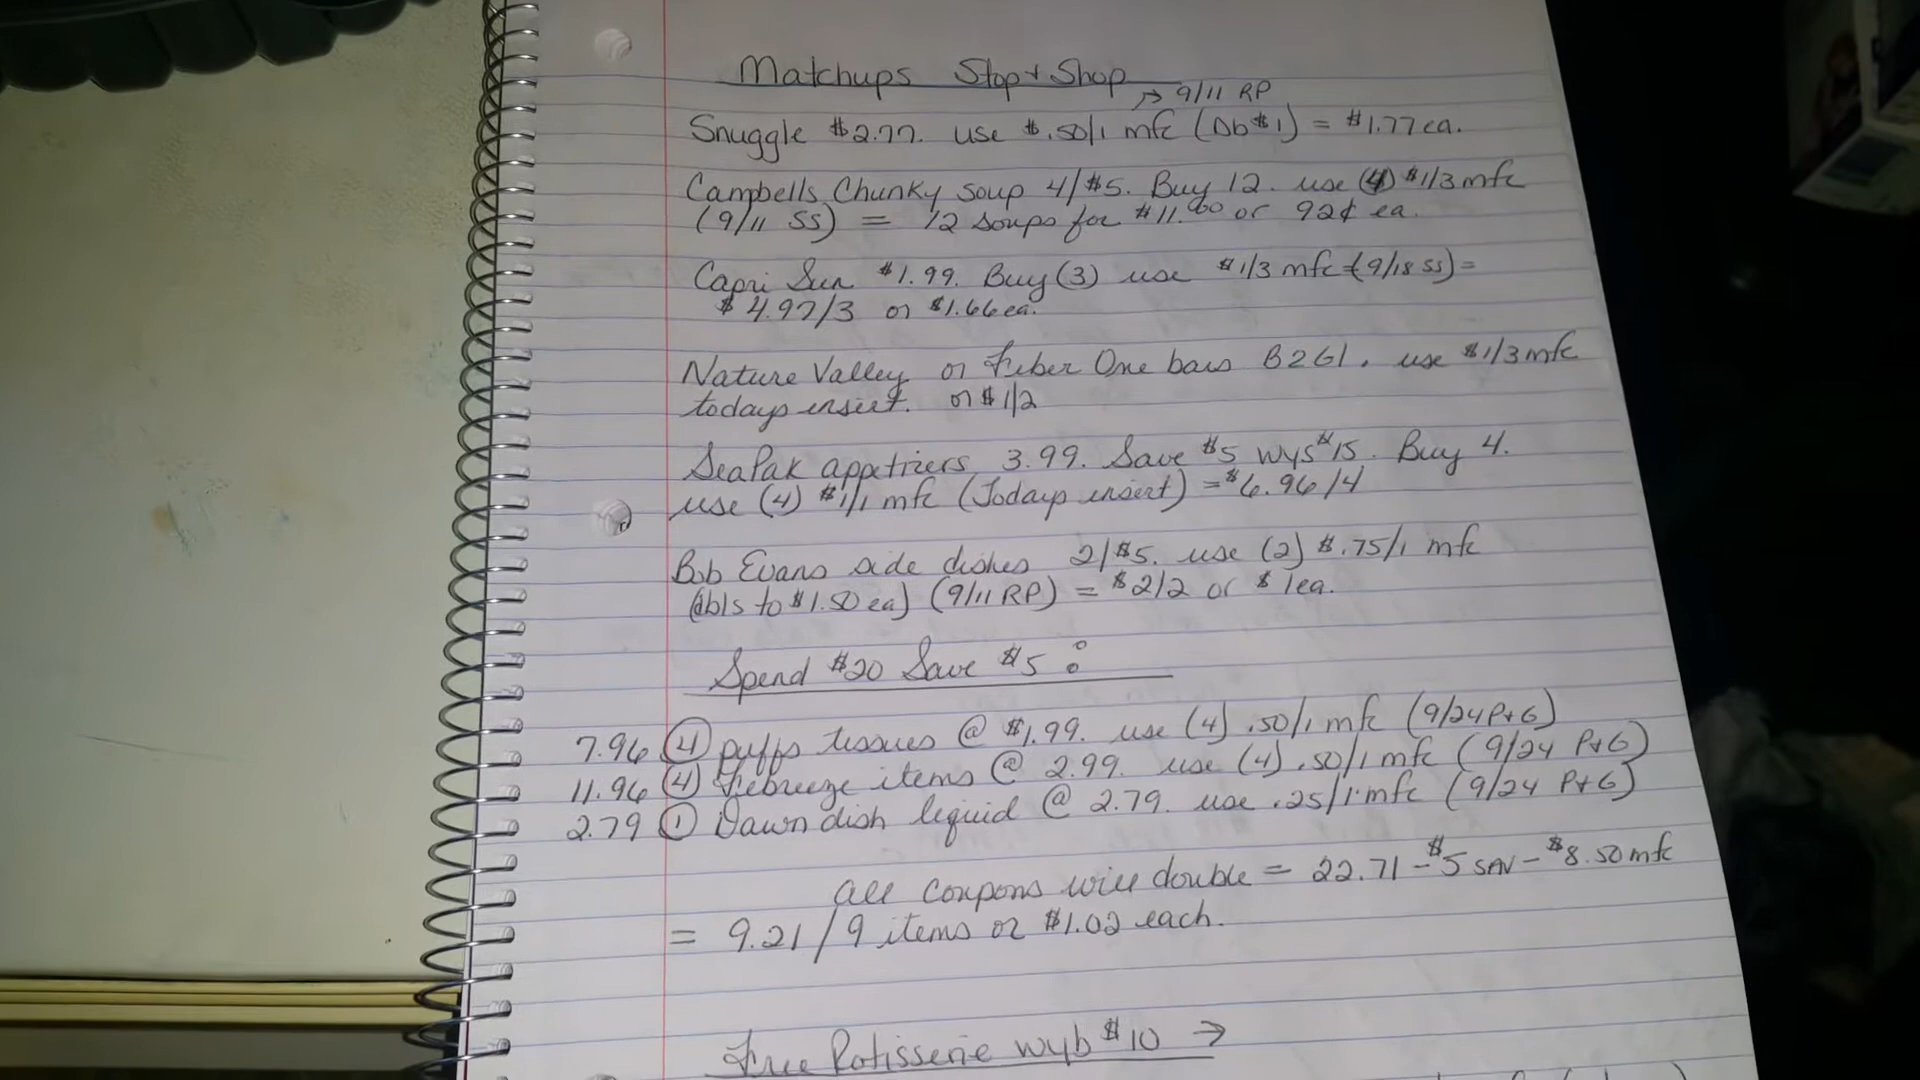 Matchups Stop + Shop
→ 9/11 RP
Snuggle $2.77. use $.50/1 mfc (Db $1) = $1.77 ea.
Campbells Chunky soup 4/$5. Buy 12. use (4) $1/3 mfc
(9/11 SS) = 12 soups for $11.00 or 92¢ ea.
Capri Sun $1.99. Buy (3) use $1/3 mfc (9/18 SS) =
$4.97/3 or $1.66 ea.
Nature Valley or Fiber One bars B2G1. use $1/3 mfc
todays insert. or $1/2
SeaPak appetizers 3.99. Save $5 wys $15. Buy 4.
use (4) $1/1 mfc (Todays insert) = $6.96/4
Bob Evans side dishes 2/$5. use (2) $.75/1 mfc
(dbls to $1.50 ea) (9/11 RP) = $2/2 or $1 ea.
Spend $20 Save $5:
7.96 (4) puffs tissues @ $1.99. use (4) .50/1 mfc (9/24 P+G)
11.96 (4) Febreeze items @ 2.99. use (4) .50/1 mfc (9/24 P+G)
2.79 (1) Dawn dish liquid @ 2.79. use .25/1 mfc (9/24 P+G)
all coupons will double = 22.71 - $5 SAV - $8.50 mfc
= 9.21/9 items or $1.02 each.
Free Rotisserie wyb $10 →